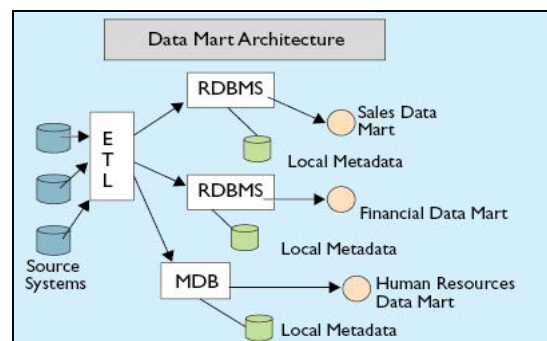 Data Mart Architecture
RDBMS
Sales Data
Mart
E
T
L
Local Metadata
RDBMS
Financial Data Mart
Local Metadata
Source
Systems
MDB
Human Resources
Data Mart
Local Metadata